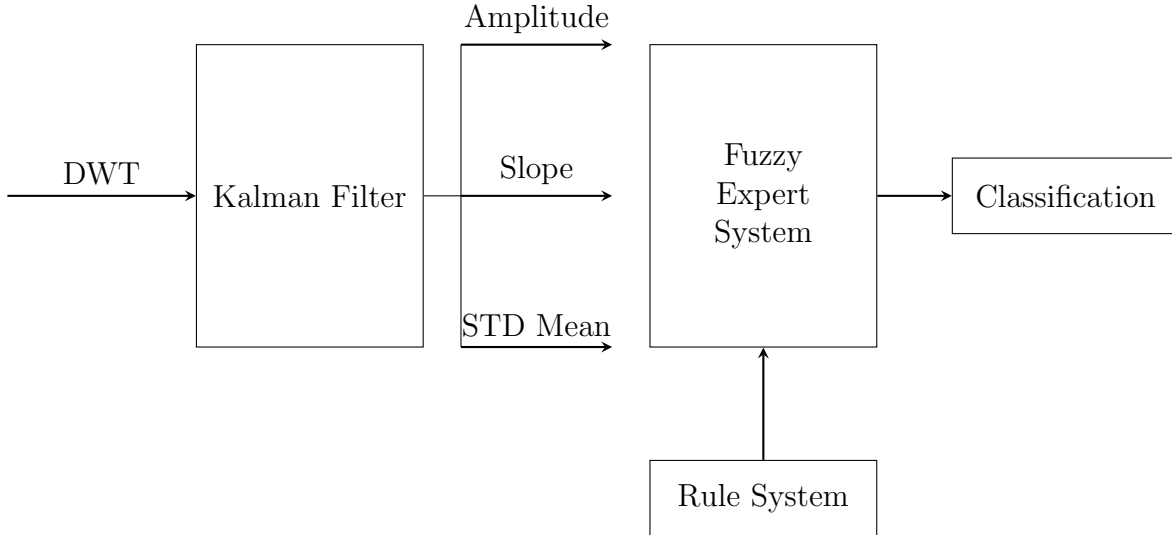 Amplitude
DWT
Kalman Filter
Slope
Fuzzy
Expert
System
Classification
STD Mean
Rule System